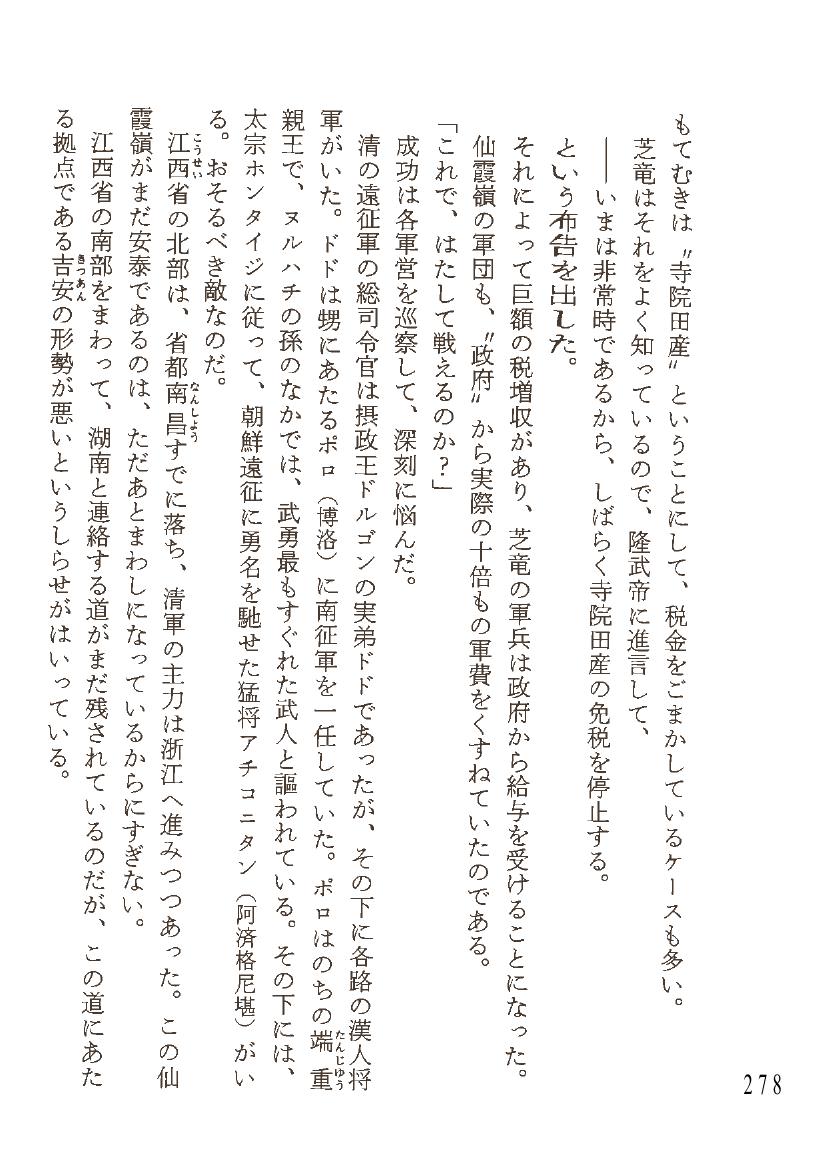 もてむきは〝寺院田産〟ということにして、税金をごまかしているケースも多い。
芝竜はそれをよく知っているので、隆武帝に進言して、
――いまは非常時であるから、しばらく寺院田産の免税を停止する。
という布告を出した。
それによって巨額の税増収があり、芝竜の軍兵は政府から給与を受けることになった。
仙霞嶺の軍団も、〝政府〟から実際の十倍もの軍費をくすねていたのである。
「これで、はたして戦えるのか？」
成功は各軍営を巡察して、深刻に悩んだ。
清の遠征軍の総司令官は摂政王ドルゴンの実弟ドドであったが、その下に各路の漢人将
軍がいた。ドドは甥にあたるポロ（博洛）に南征軍を一任していた。ポロはのちの端重たんじゅう
親王で、ヌルハチの孫のなかでは、武勇最もすぐれた武人と謳われている。その下には、
太宗ホンタイジに従って、朝鮮遠征に勇名を馳せた猛将アチコニタン（阿済格尼堪）がい
る。おそるべき敵なのだ。
江西こうせい省の北部は、省都南昌なんしょうすでに落ち、清軍の主力は浙江へ進みつつあった。この仙
霞嶺がまだ安泰であるのは、ただあとまわしになっているからにすぎない。
江西省の南部をまわって、湖南と連絡する道がまだ残されているのだが、この道にあた
る拠点である吉安きつあんの形勢が悪いというしらせがはいっている。
278